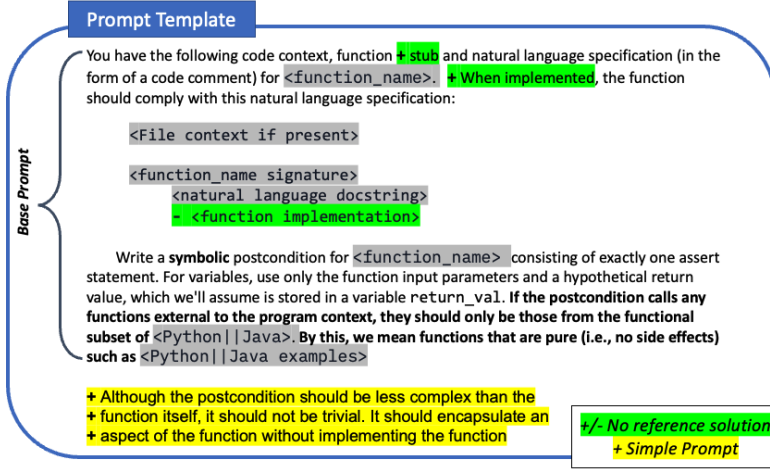 Prompt Template
You have the following code context, function + stub and natural language specification (in the
form of a code comment) for <function_name>. + When implemented, the function
should comply with this natural language specification:
<File context if present>
<function_name signature>
<natural language docstring>
- <function implementation>
Base Prompt
Write a symbolic postcondition for <function_name> consisting of exactly one assert
statement. For variables, use only the function input parameters and a hypothetical return
value, which we'll assume is stored in a variable return_val. If the postcondition calls any
functions external to the program context, they should only be those from the functional
subset of <Python||Java>. By this, we mean functions that are pure (i.e., no side effects)
such as <Python||Java examples>
+ Although the postcondition should be less complex than the
+ function itself, it should not be trivial. It should encapsulate an
+ aspect of the function without implementing the function
+/- No reference solution
+ Simple Prompt